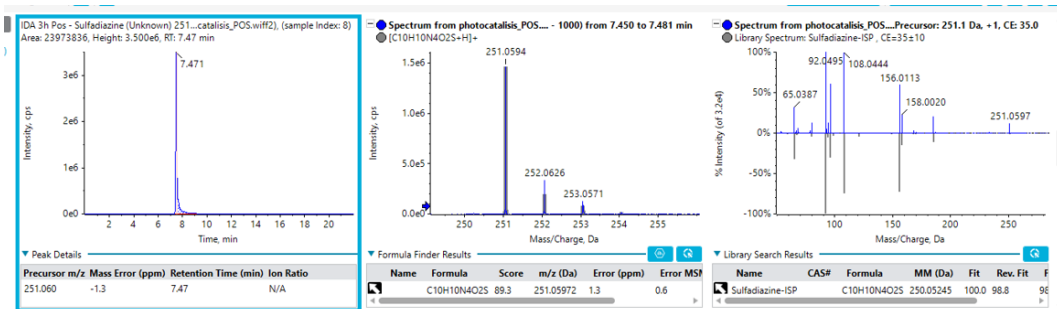 IDA 3h Pos - Sulfadiazine (Unknown) 251...catalisis_POS.wiff2), (sample Index: 8)
Area: 23973836, Height: 3.500e6, RT: 7.47 min
7.471
3e6
2e6
1e6
0e0
Intensity, cps
2 4 6 8 10 12 14 16 18 20
Time, min
Peak Details
Precursor m/z Mass Error (ppm) Retention Time (min) Ion Ratio
251.060 -1.3 7.47 N/A
Spectrum from photocatalisis_POS.... - 1000) from 7.450 to 7.481 min
[C10H10N4O2S+H]+
251.0594
1.5e6
1.0e6
5.0e5
0.0e0
252.0626
253.0571
Intensity, cps
250 251 252 253 254 255
Mass/Charge, Da
Formula Finder Results
Name Formula Score m/z (Da) Error (ppm) Error MSM
C10H10N4O2S 89.3 251.05972 1.3 0.6
Spectrum from photocatalisis_POS....Precursor: 251.1 Da, +1, CE: 35.0
Library Spectrum: Sulfadiazine-ISP , CE=35±10
100%
50%
0%
-50%
-100%
% Intensity (of 3.2e4)
92.0495
108.0444
65.0387
156.0113
158.0020
251.0597
100 150 200 250
Mass/Charge, Da
Library Search Results
Name CAS# Formula MM (Da) Fit Rev. Fit F
Sulfadiazine-ISP C10H10N4O2S 250.05245 100.0 98.8 98